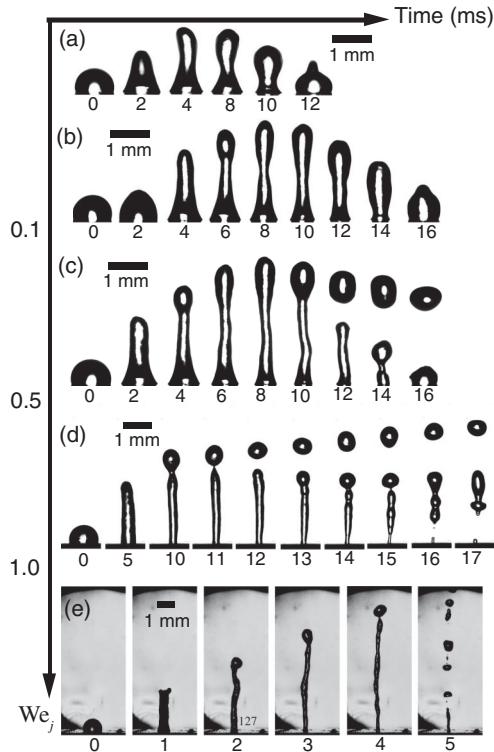 Time (ms)
(a)
1 mm
0 2 4 8 10 12
(b)
1 mm
0.1
0 2 4 6 8 10 12 14 16
(c)
1 mm
0 2 4 6 8 10 12 14 16
0.5
(d)
1 mm
0 5 10 11 12 13 14 15 16 17
1.0
(e)
1 mm
127
We_j
0 1 2 3 4 5